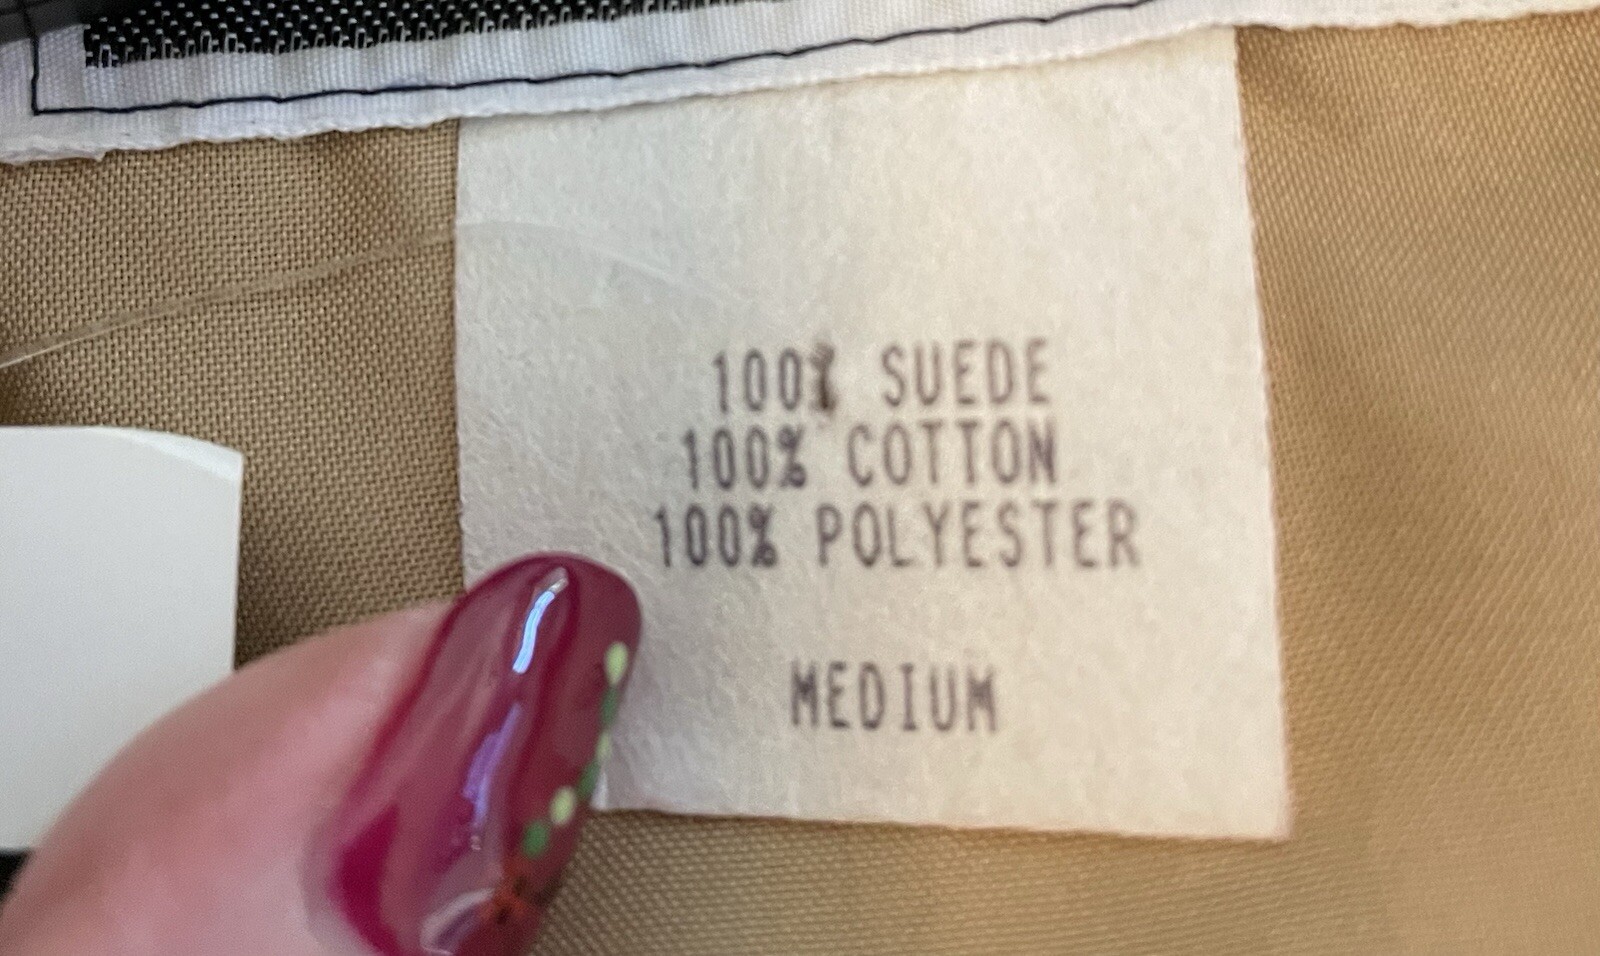 100% SUEDE
100% COTTON
100% POLYESTER
MEDIUM